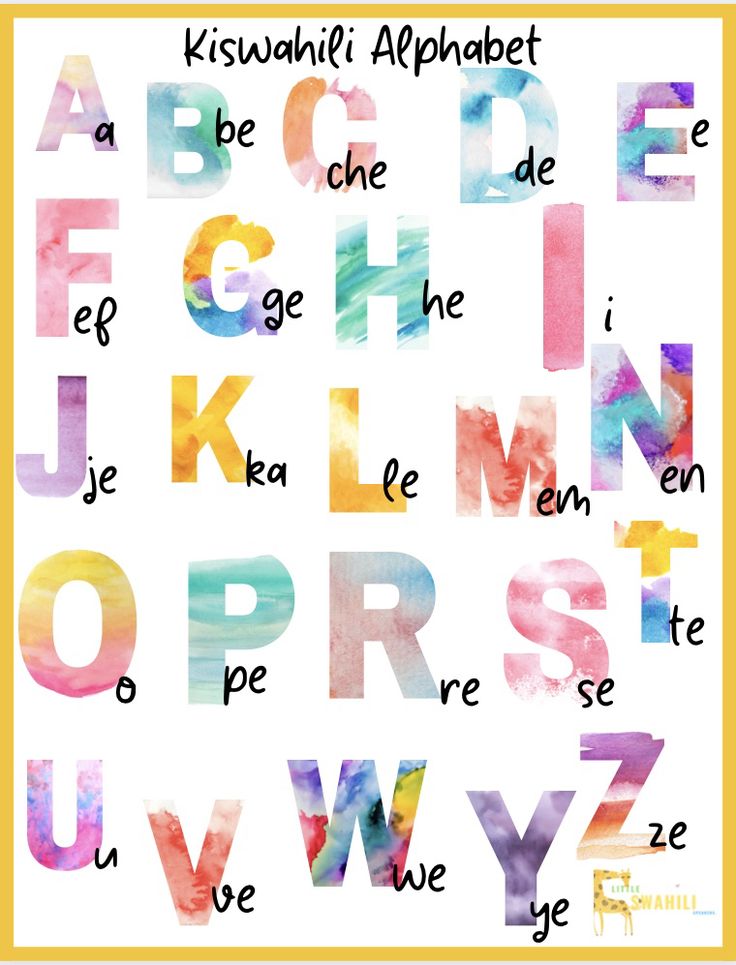 Kiswahili Alphabet
A a B be C che D de E e
F ef G ge H he I i
J je K ka L le M em N en
O o P pe R re S se T te
U u V ve W we Y ye Z ze
LITTLE
SWAHILI
SPEAKERS